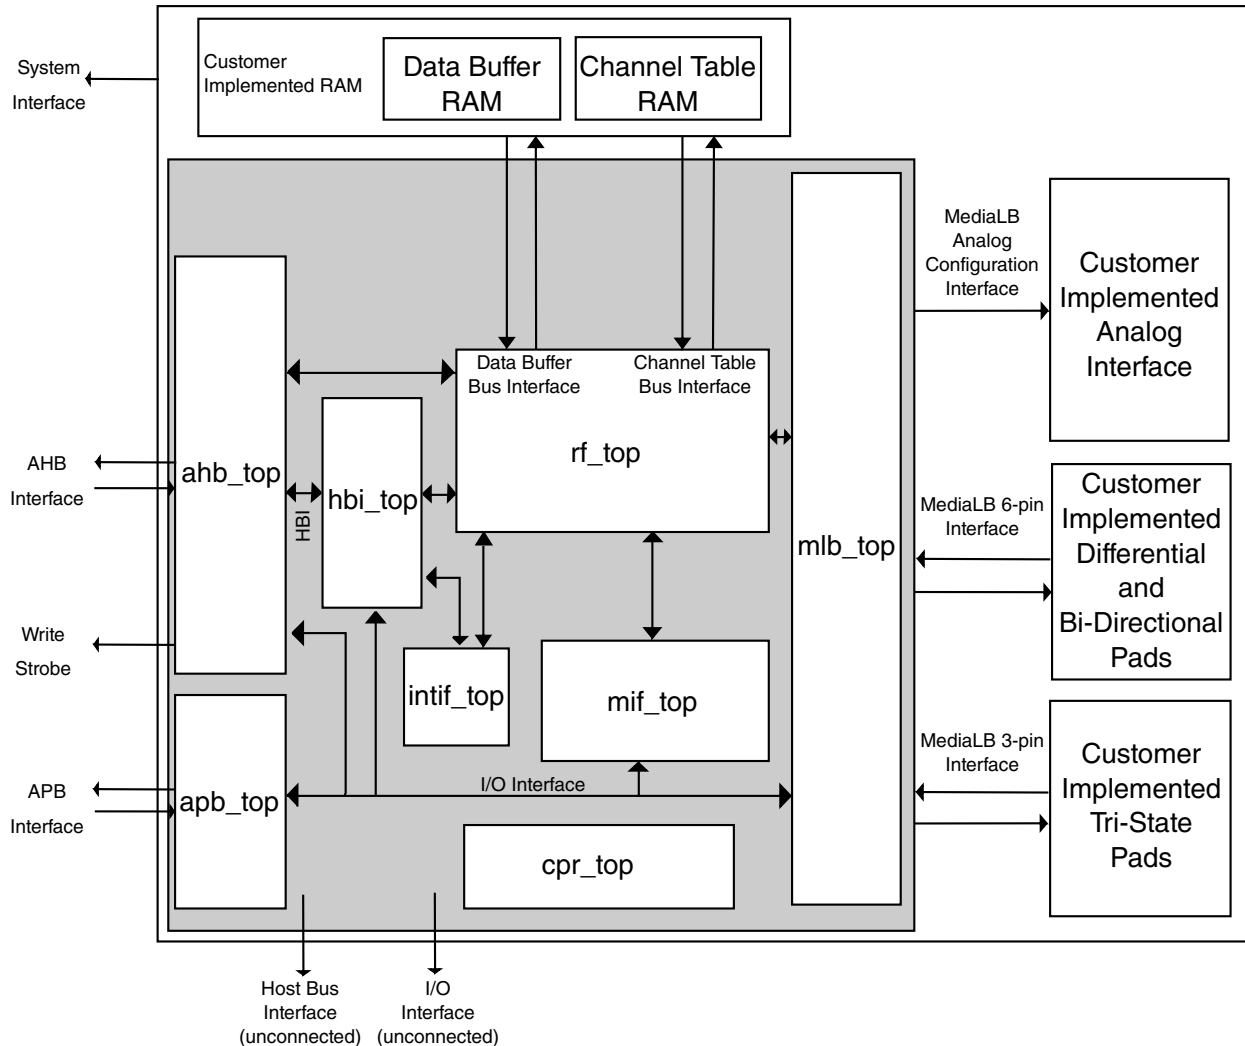 System
Interface
Customer
Implemented RAM
Data Buffer
RAM
Channel Table
RAM
MediaLB
Analog
Configuration
Interface
Customer
Implemented
Analog
Interface
Data Buffer
Bus Interface
Channel Table
Bus Interface
rf_top
AHB
Interface
ahb_top
HBI
hbi_top
mlb_top
MediaLB 6-pin
Interface
Customer
Implemented
Differential
and
Bi-Directional
Pads
Write
Strobe
intif_top
mif_top
MediaLB 3-pin
Interface
Customer
Implemented
Tri-State
Pads
APB
Interface
apb_top
I/O Interface
cpr_top
Host Bus
Interface
(unconnected)
I/O
Interface
(unconnected)